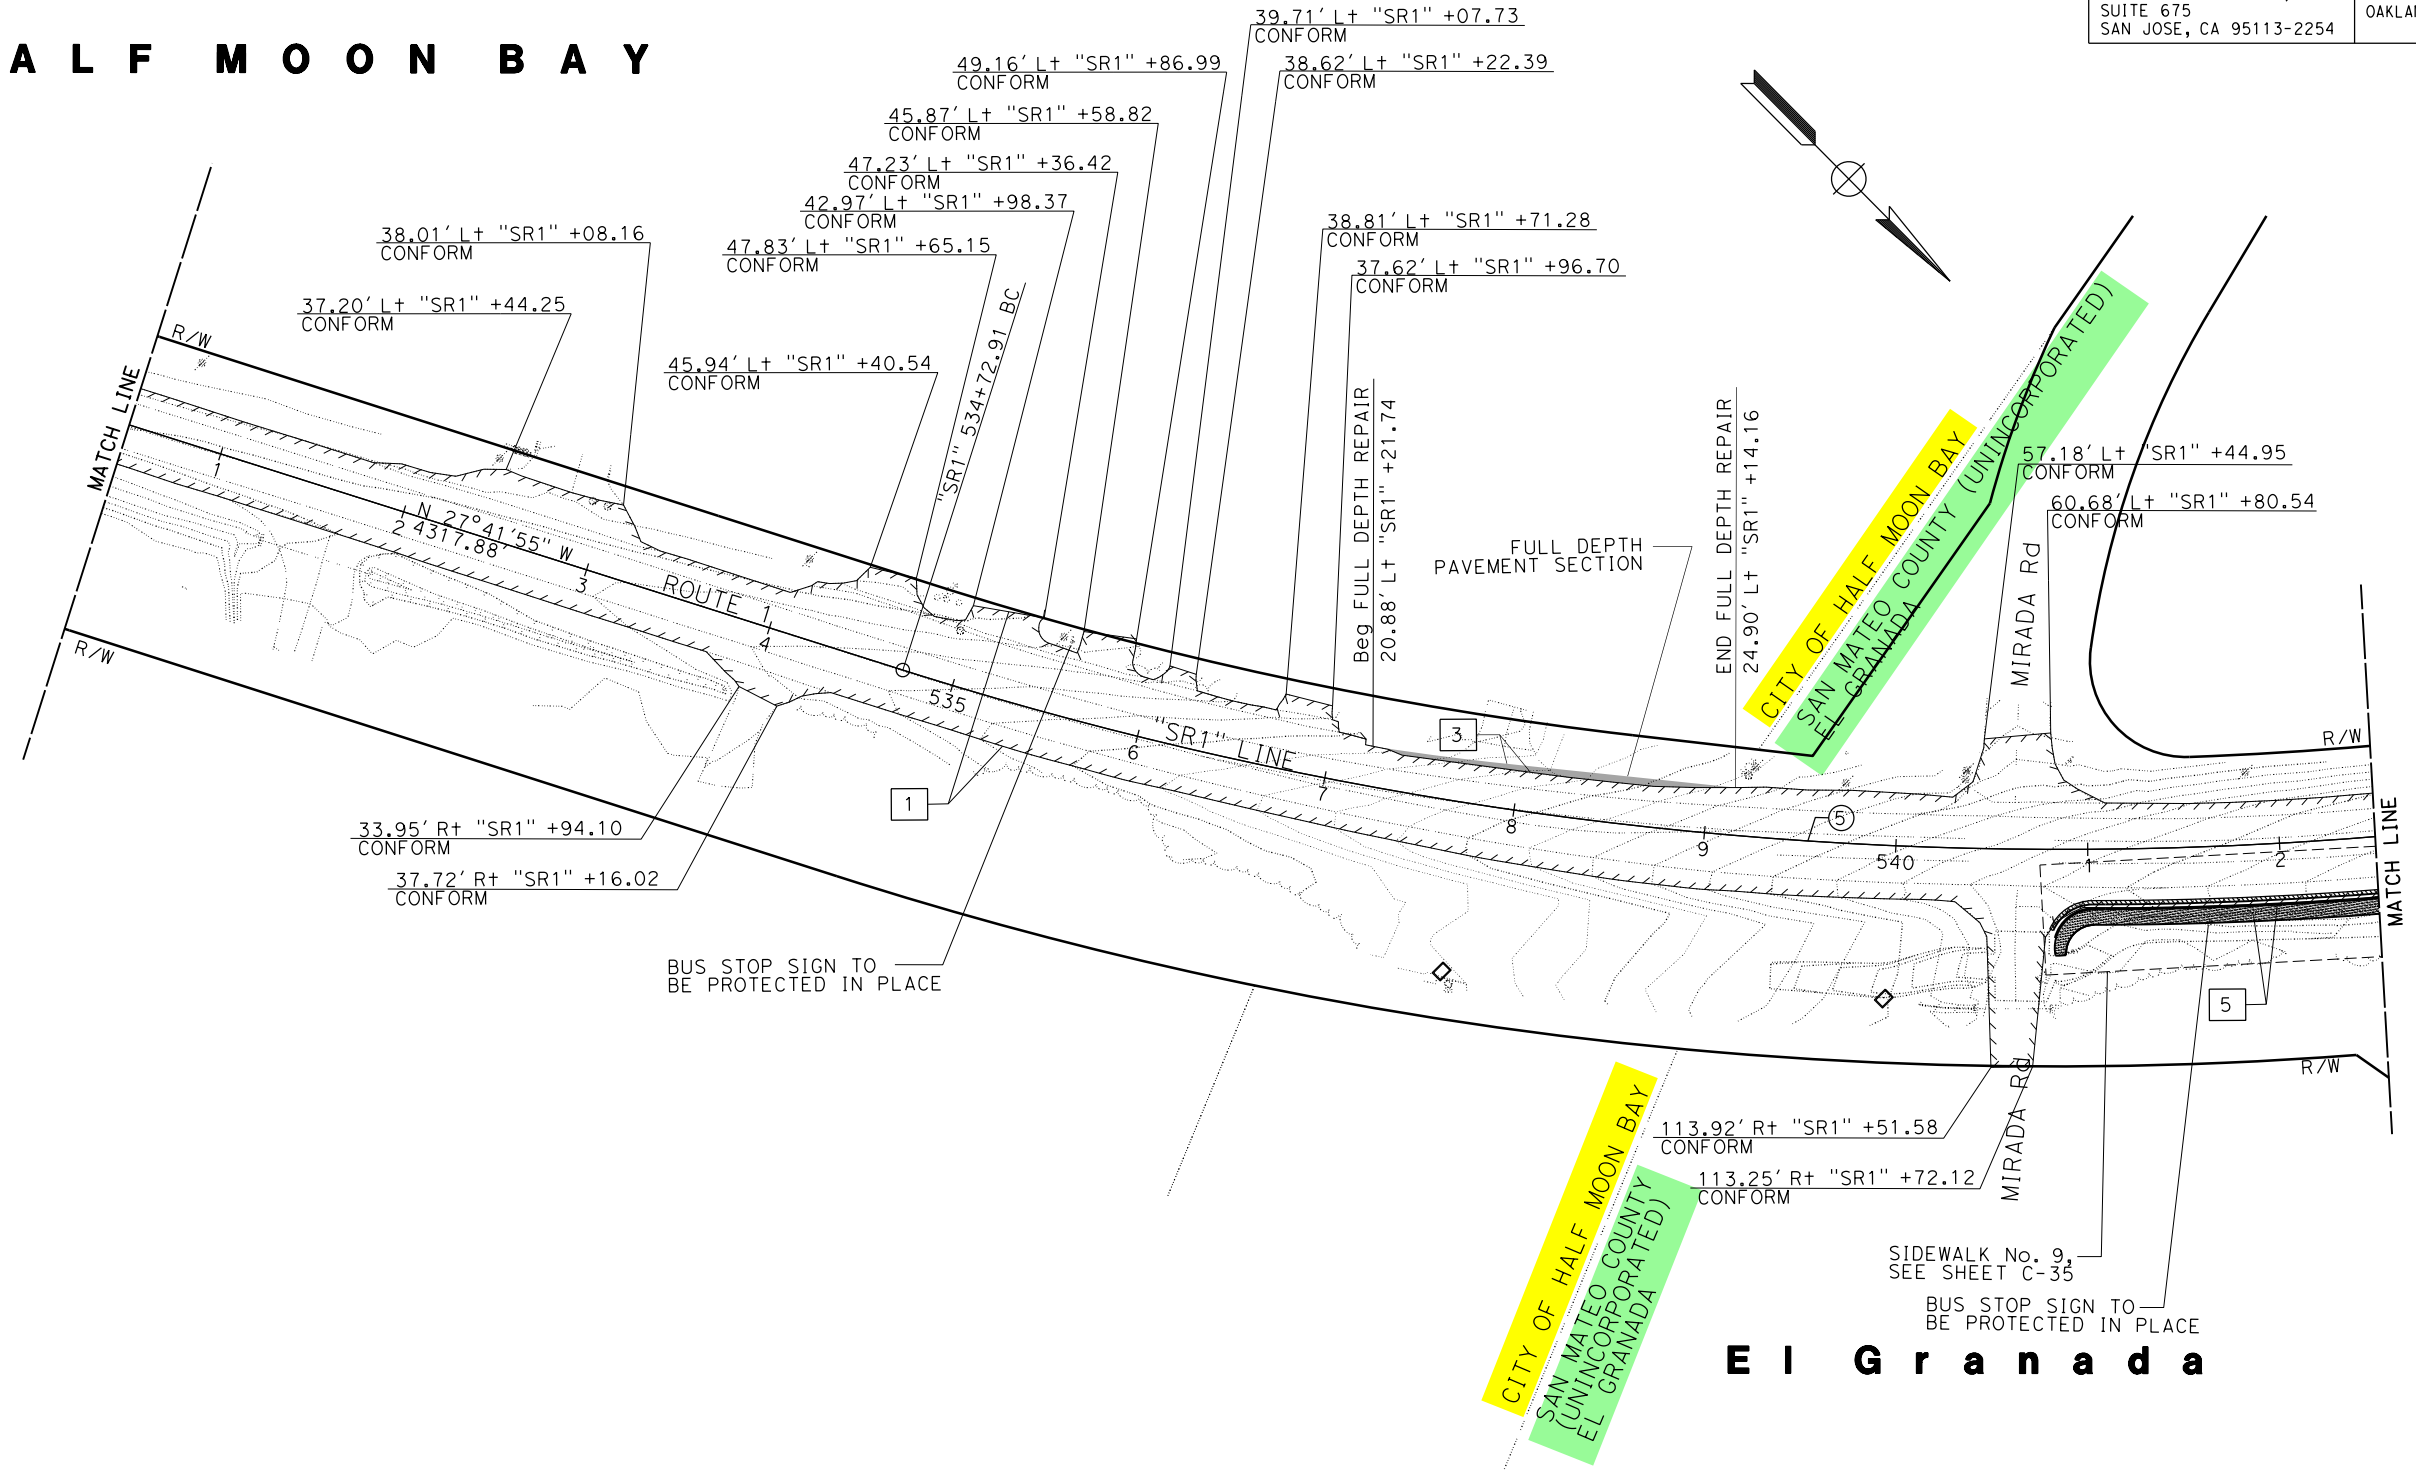 SUITE 675
SAN JOSE, CA 95113-2254
ALF MOON BAY
39.71' Lt "SR1" +07.73
CONFORM
49.16' Lt "SR1" +86.99
CONFORM
38.62' Lt "SR1" +22.39
CONFORM
45.87' Lt "SR1" +58.82
CONFORM
47.23' Lt "SR1" +36.42
CONFORM
42.97' Lt "SR1" +98.37
CONFORM
47.83' Lt "SR1" +65.15
CONFORM
38.01' Lt "SR1" +08.16
CONFORM
37.20' Lt "SR1" +44.25
CONFORM
45.94' Lt "SR1" +40.54
CONFORM
38.81' Lt "SR1" +71.28
CONFORM
37.62' Lt "SR1" +96.70
CONFORM
"SR1" 534+72.91 BC
Beg FULL DEPTH REPAIR
20.88' Lt "SR1" +21.74
END FULL DEPTH REPAIR
24.90' Lt "SR1" +14.16
FULL DEPTH
PAVEMENT SECTION
CITY OF HALF MOON BAY
SAN MATEO COUNTY (UNINCORPORATED)
EL GRANADA
57.18' Lt "SR1" +44.95
CONFORM
60.68' Lt "SR1" +80.54
CONFORM
MIRADA Rd
R/W
MATCH LINE
R/W
1
2
N 27°41'55" W
4317.88'
3
ROUTE 1
4
535
6
"SR1" LINE
7
8
9
540
1
2
3
1
5
5
R/W
MATCH LINE
R/W
33.95' Rt "SR1" +94.10
CONFORM
37.72' Rt "SR1" +16.02
CONFORM
BUS STOP SIGN TO
BE PROTECTED IN PLACE
CITY OF HALF MOON BAY
SAN MATEO COUNTY
(UNINCORPORATED)
EL GRANADA
113.92' Rt "SR1" +51.58
CONFORM
113.25' Rt "SR1" +72.12
CONFORM
MIRADA Rd
SIDEWALK No. 9,
SEE SHEET C-35
BUS STOP SIGN TO
BE PROTECTED IN PLACE
El Granada